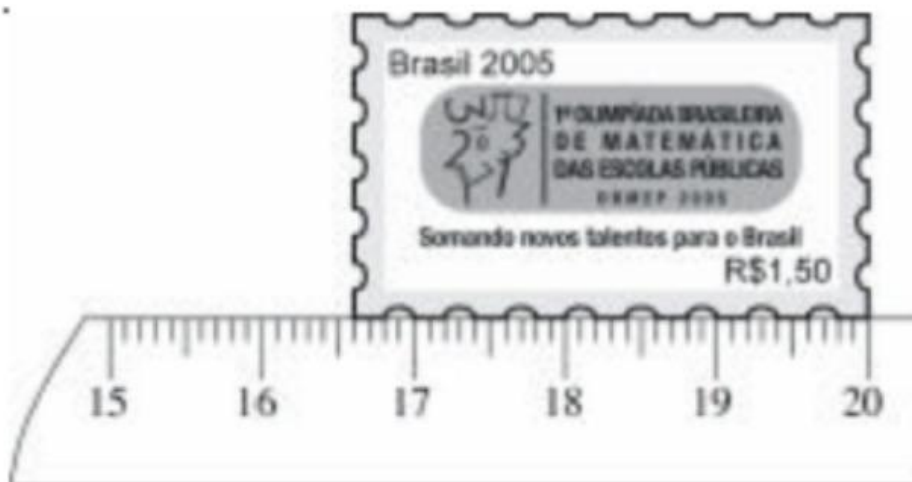 Brasil 2005
1ª OLIMPÍADA BRASILEIRA
DE MATEMÁTICA
DAS ESCOLAS PÚBLICAS
OBMEP 2005
Somando novos talentos para o Brasil
R$1,50
15 16 17 18 19 20